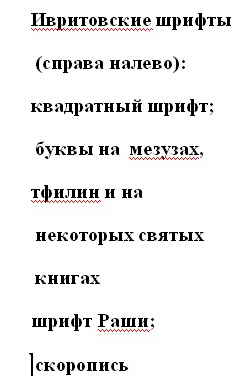 Ивритовские шрифты
(справа налево):
квадратный шрифт;
буквы на мезузах,
тфилин и на
некоторых святых
книгах
шрифт Раши;
скоропись